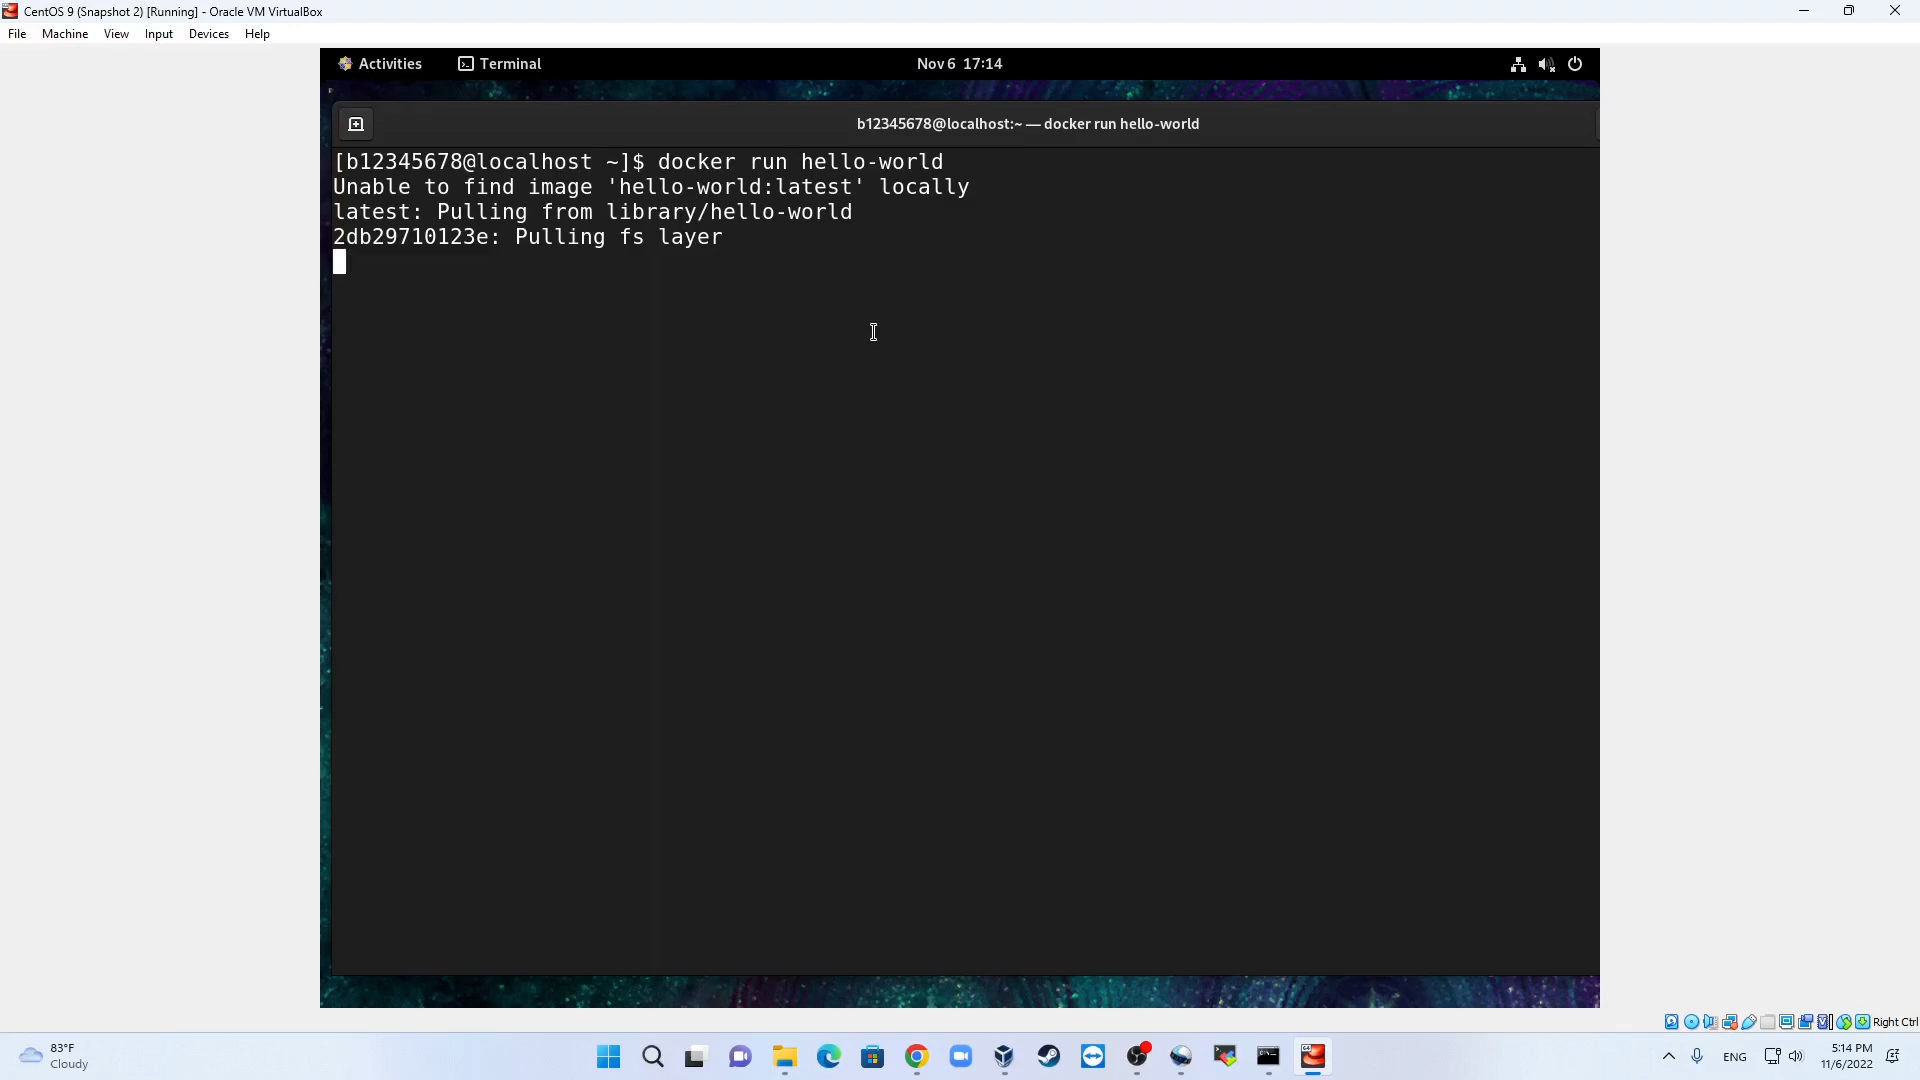 CentOS 9 (Snapshot 2) [Running] - Oracle VM VirtualBox
File Machine View Input Devices Help
Activities Terminal Nov 6 17:14
b12345678@localhost:~ — docker run hello-world
[b12345678@localhost ~]$ docker run hello-world
Unable to find image 'hello-world:latest' locally
latest: Pulling from library/hello-world
2db29710123e: Pulling fs layer
Right Ctrl
83°F
Cloudy
ENG
5:14 PM
11/6/2022